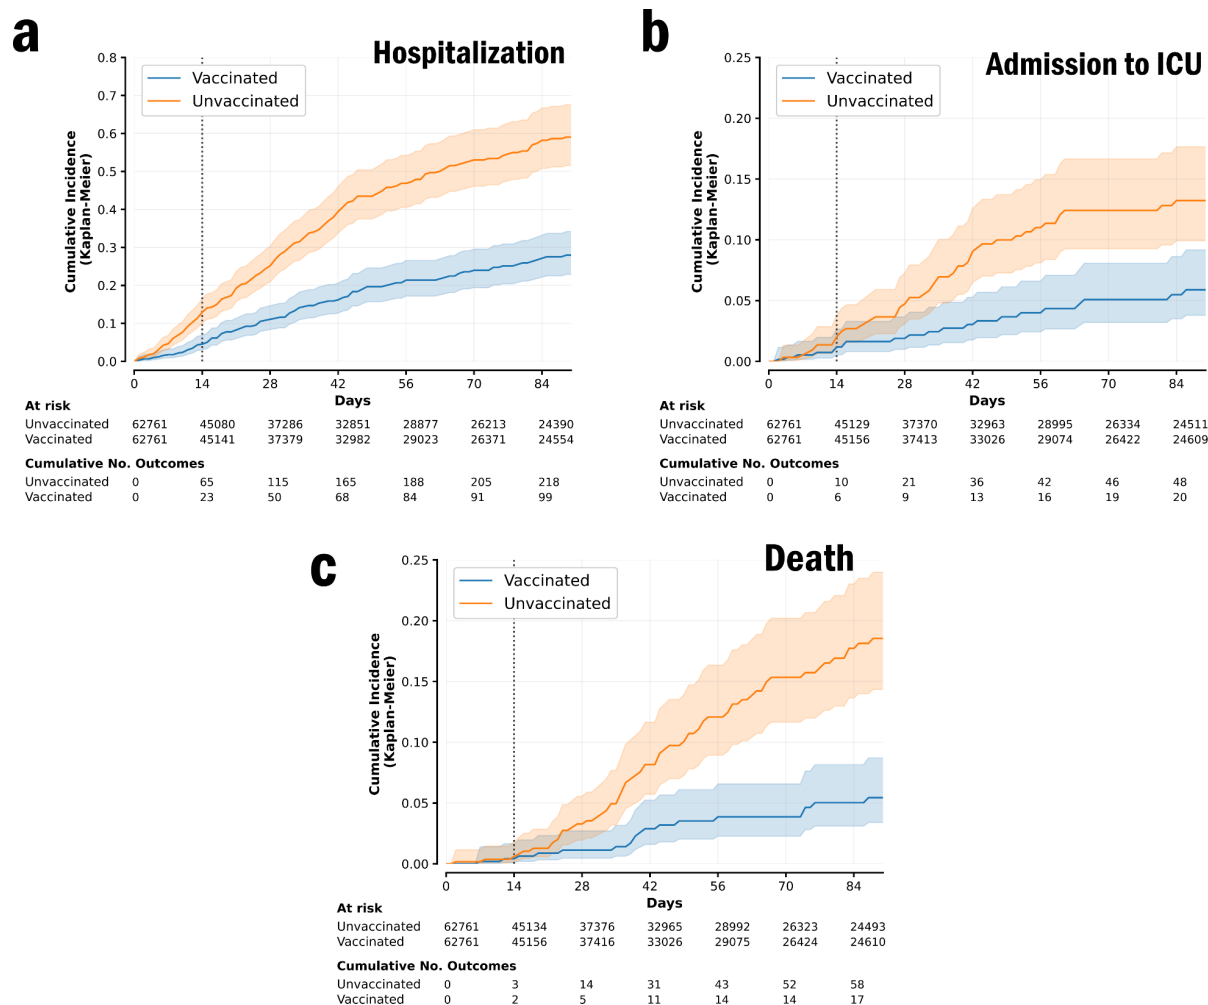 a
Hospitalization
Vaccinated
Unvaccinated
Cumulative Incidence
(Kaplan-Meier)
0.8
0.7
0.6
0.5
0.4
0.3
0.2
0.1
0.0
0 14 28 42 56 70 84
Days
At risk
Unvaccinated 62761 45080 37286 32851 28877 26213 24390
Vaccinated 62761 45141 37379 32982 29023 26371 24554
Cumulative No. Outcomes
Unvaccinated 0 65 115 165 188 205 218
Vaccinated 0 23 50 68 84 91 99
b
Admission to ICU
Vaccinated
Unvaccinated
Cumulative Incidence
(Kaplan-Meier)
0.25
0.20
0.15
0.10
0.05
0.00
0 14 28 42 56 70 84
Days
At risk
Unvaccinated 62761 45129 37370 32963 28995 26334 24511
Vaccinated 62761 45156 37413 33026 29074 26422 24609
Cumulative No. Outcomes
Unvaccinated 0 10 21 36 42 46 48
Vaccinated 0 6 9 13 16 19 20
c
Death
Vaccinated
Unvaccinated
Cumulative Incidence
(Kaplan-Meier)
0.25
0.20
0.15
0.10
0.05
0.00
0 14 28 42 56 70 84
Days
At risk
Unvaccinated 62761 45134 37376 32965 28992 26323 24493
Vaccinated 62761 45156 37416 33026 29075 26424 24610
Cumulative No. Outcomes
Unvaccinated 0 3 14 31 43 52 58
Vaccinated 0 2 5 11 14 14 17